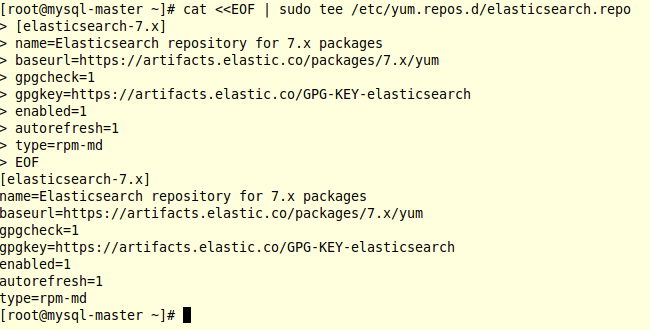 [root@mysql-master ~]# cat <<EOF | sudo tee /etc/yum.repos.d/elasticsearch.repo
> [elasticsearch-7.x]
> name=Elasticsearch repository for 7.x packages
> baseurl=https://artifacts.elastic.co/packages/7.x/yum
> gpgcheck=1
> gpgkey=https://artifacts.elastic.co/GPG-KEY-elasticsearch
> enabled=1
> autorefresh=1
> type=rpm-md
> EOF
[elasticsearch-7.x]
name=Elasticsearch repository for 7.x packages
baseurl=https://artifacts.elastic.co/packages/7.x/yum
gpgcheck=1
gpgkey=https://artifacts.elastic.co/GPG-KEY-elasticsearch
enabled=1
autorefresh=1
type=rpm-md
[root@mysql-master ~]#